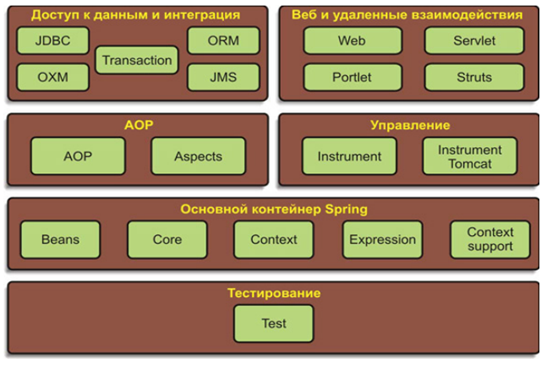 Доступ к данным и интеграция
JDBC
ORM
Transaction
OXM
JMS
Веб и удаленные взаимодействия
Web
Servlet
Portlet
Struts
AOP
AOP
Aspects
Управление
Instrument
Instrument
Tomcat
Основной контейнер Spring
Beans
Core
Context
Expression
Context
support
Тестирование
Test